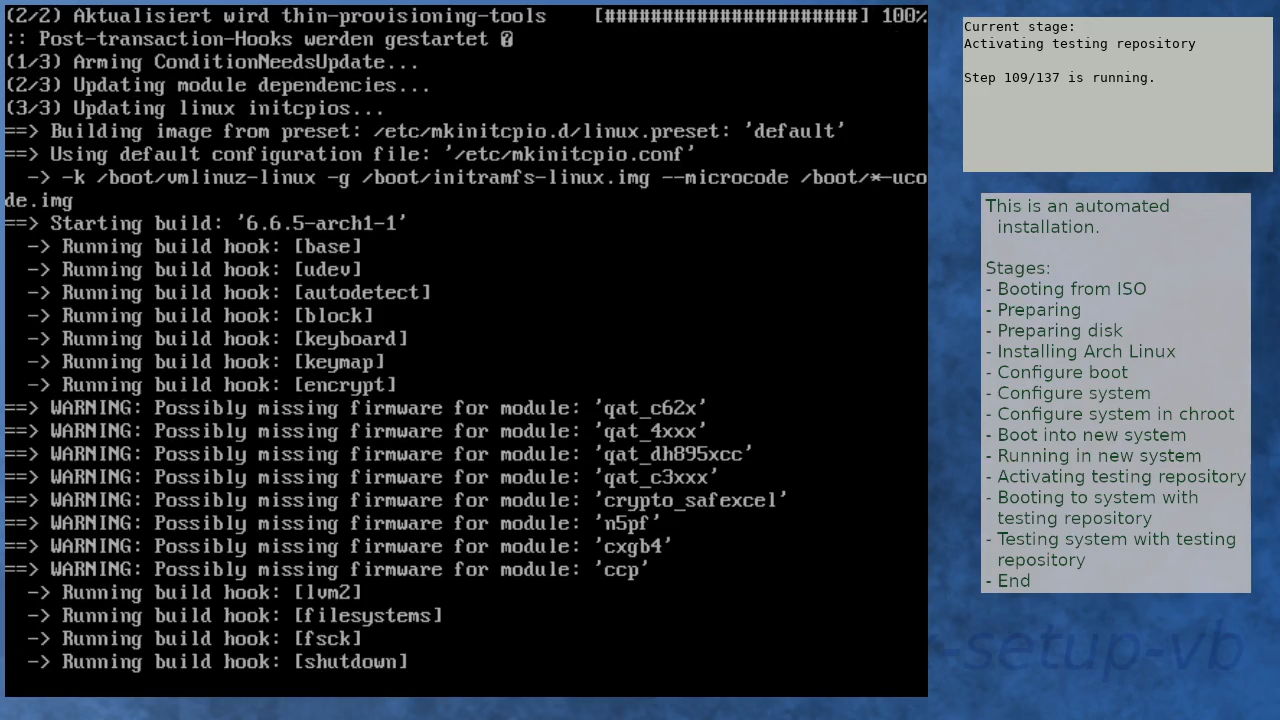 (2/2) Aktualisiert wird thin-provisioning-tools    [######################] 100%
:: Post-transaction-Hooks werden gestartet �
(1/3) Arming ConditionNeedsUpdate...
(2/3) Updating module dependencies...
(3/3) Updating linux initcpios...
==> Building image from preset: /etc/mkinitcpio.d/linux.preset: 'default'
==> Using default configuration file: '/etc/mkinitcpio.conf'
  -> -k /boot/vmlinuz-linux -g /boot/initramfs-linux.img --microcode /boot/*-uco
de.img
==> Starting build: '6.6.5-arch1-1'
  -> Running build hook: [base]
  -> Running build hook: [udev]
  -> Running build hook: [autodetect]
  -> Running build hook: [block]
  -> Running build hook: [keyboard]
  -> Running build hook: [keymap]
  -> Running build hook: [encrypt]
==> WARNING: Possibly missing firmware for module: 'qat_c62x'
==> WARNING: Possibly missing firmware for module: 'qat_4xxx'
==> WARNING: Possibly missing firmware for module: 'qat_dh895xcc'
==> WARNING: Possibly missing firmware for module: 'qat_c3xxx'
==> WARNING: Possibly missing firmware for module: 'crypto_safexcel'
==> WARNING: Possibly missing firmware for module: 'n5pf'
==> WARNING: Possibly missing firmware for module: 'cxgb4'
==> WARNING: Possibly missing firmware for module: 'ccp'
  -> Running build hook: [lvm2]
  -> Running build hook: [filesystems]
  -> Running build hook: [fsck]
  -> Running build hook: [shutdown]
Current stage:
Activating testing repository
Step 109/137 is running.
This is an automated
installation.
Stages:
- Booting from ISO
- Preparing
- Preparing disk
- Installing Arch Linux
- Configure boot
- Configure system
- Configure system in chroot
- Boot into new system
- Running in new system
- Activating testing repository
- Booting to system with
testing repository
- Testing system with testing
repository
- End
-setup-vb